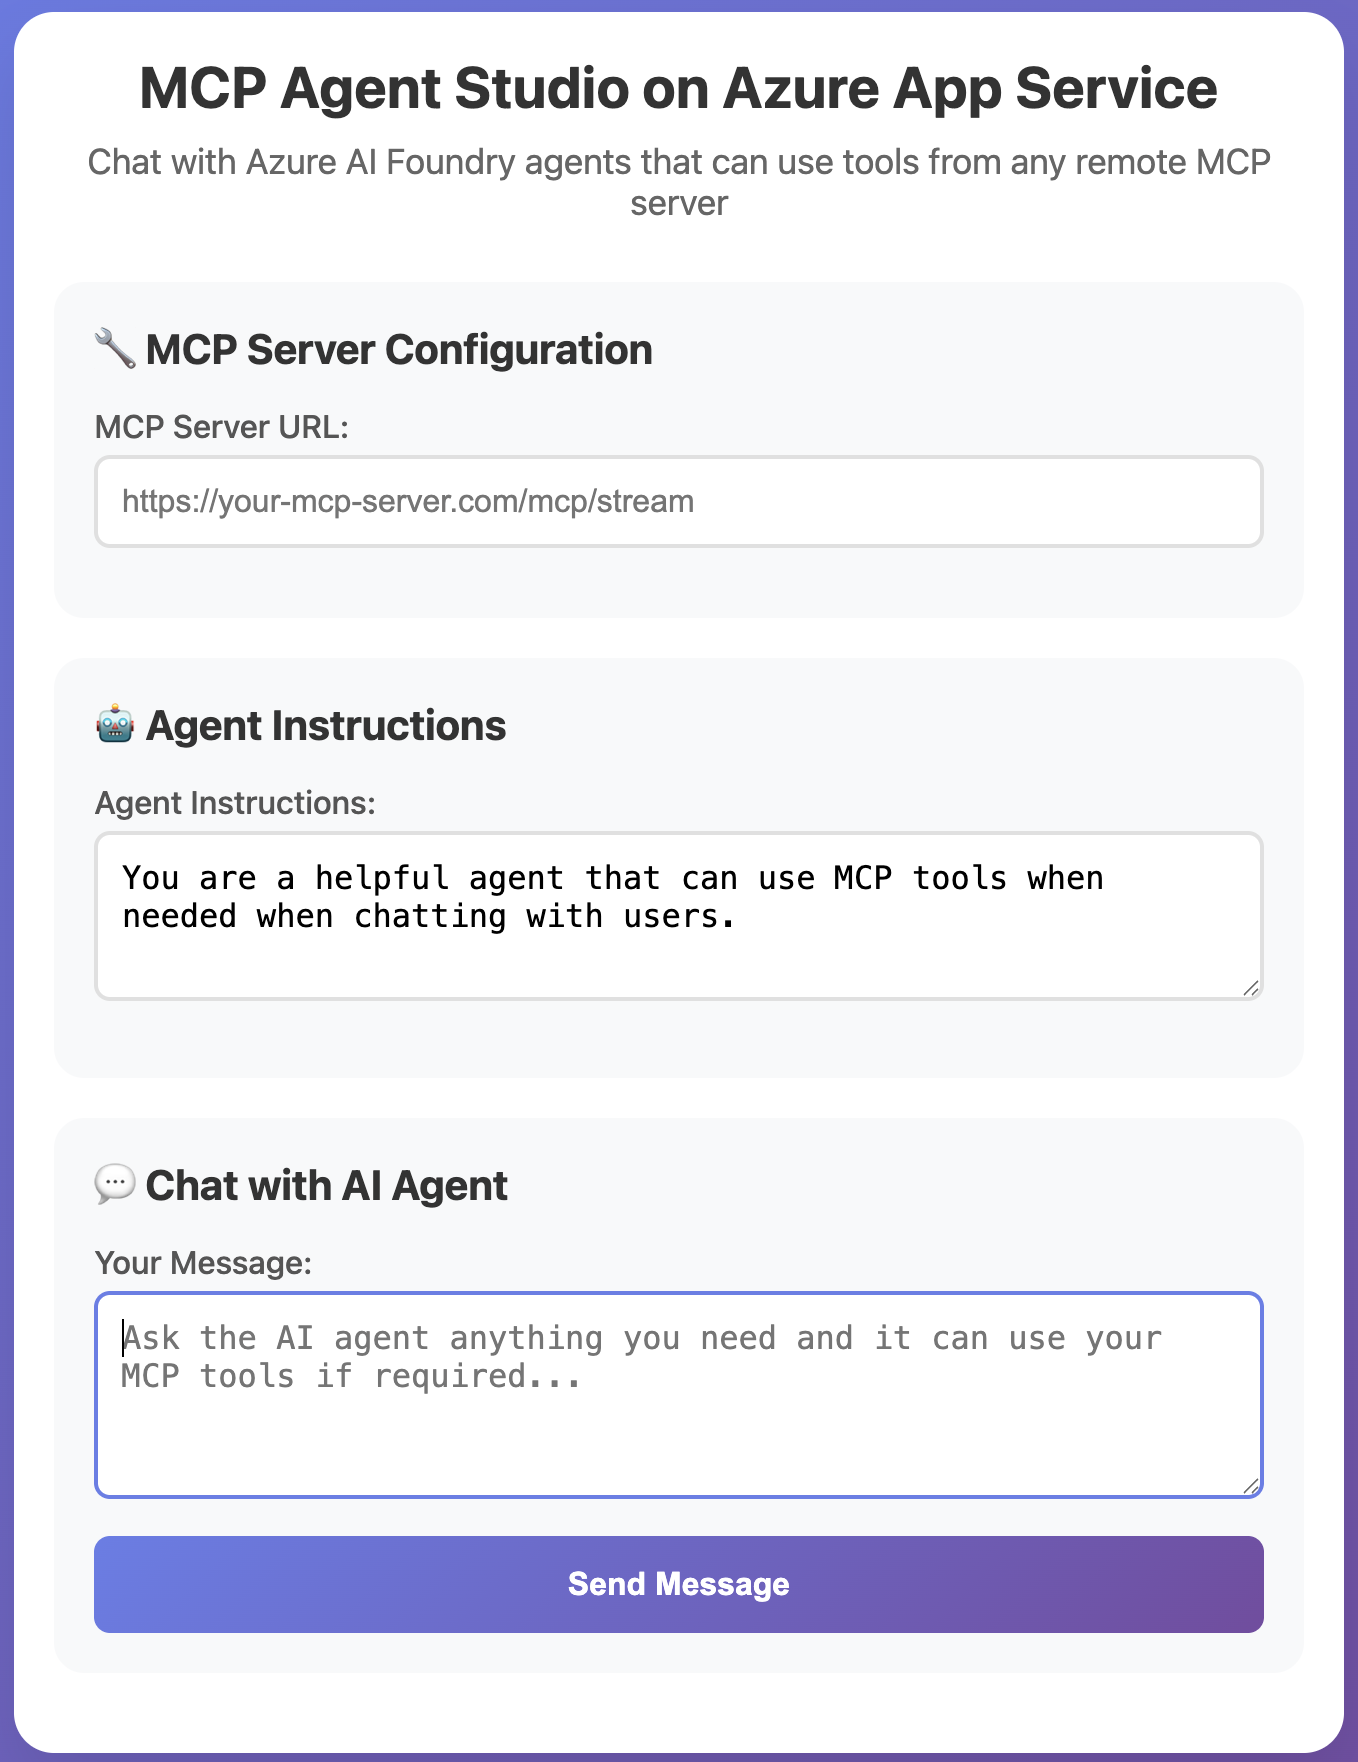 MCP Agent Studio on Azure App Service
Chat with Azure AI Foundry agents that can use tools from any remote MCP
server
🔧 MCP Server Configuration
MCP Server URL:
https://your-mcp-server.com/mcp/stream
🤖 Agent Instructions
Agent Instructions:
You are a helpful agent that can use MCP tools when
needed when chatting with users.
💬 Chat with AI Agent
Your Message:
Ask the AI agent anything you need and it can use your
MCP tools if required...
Send Message